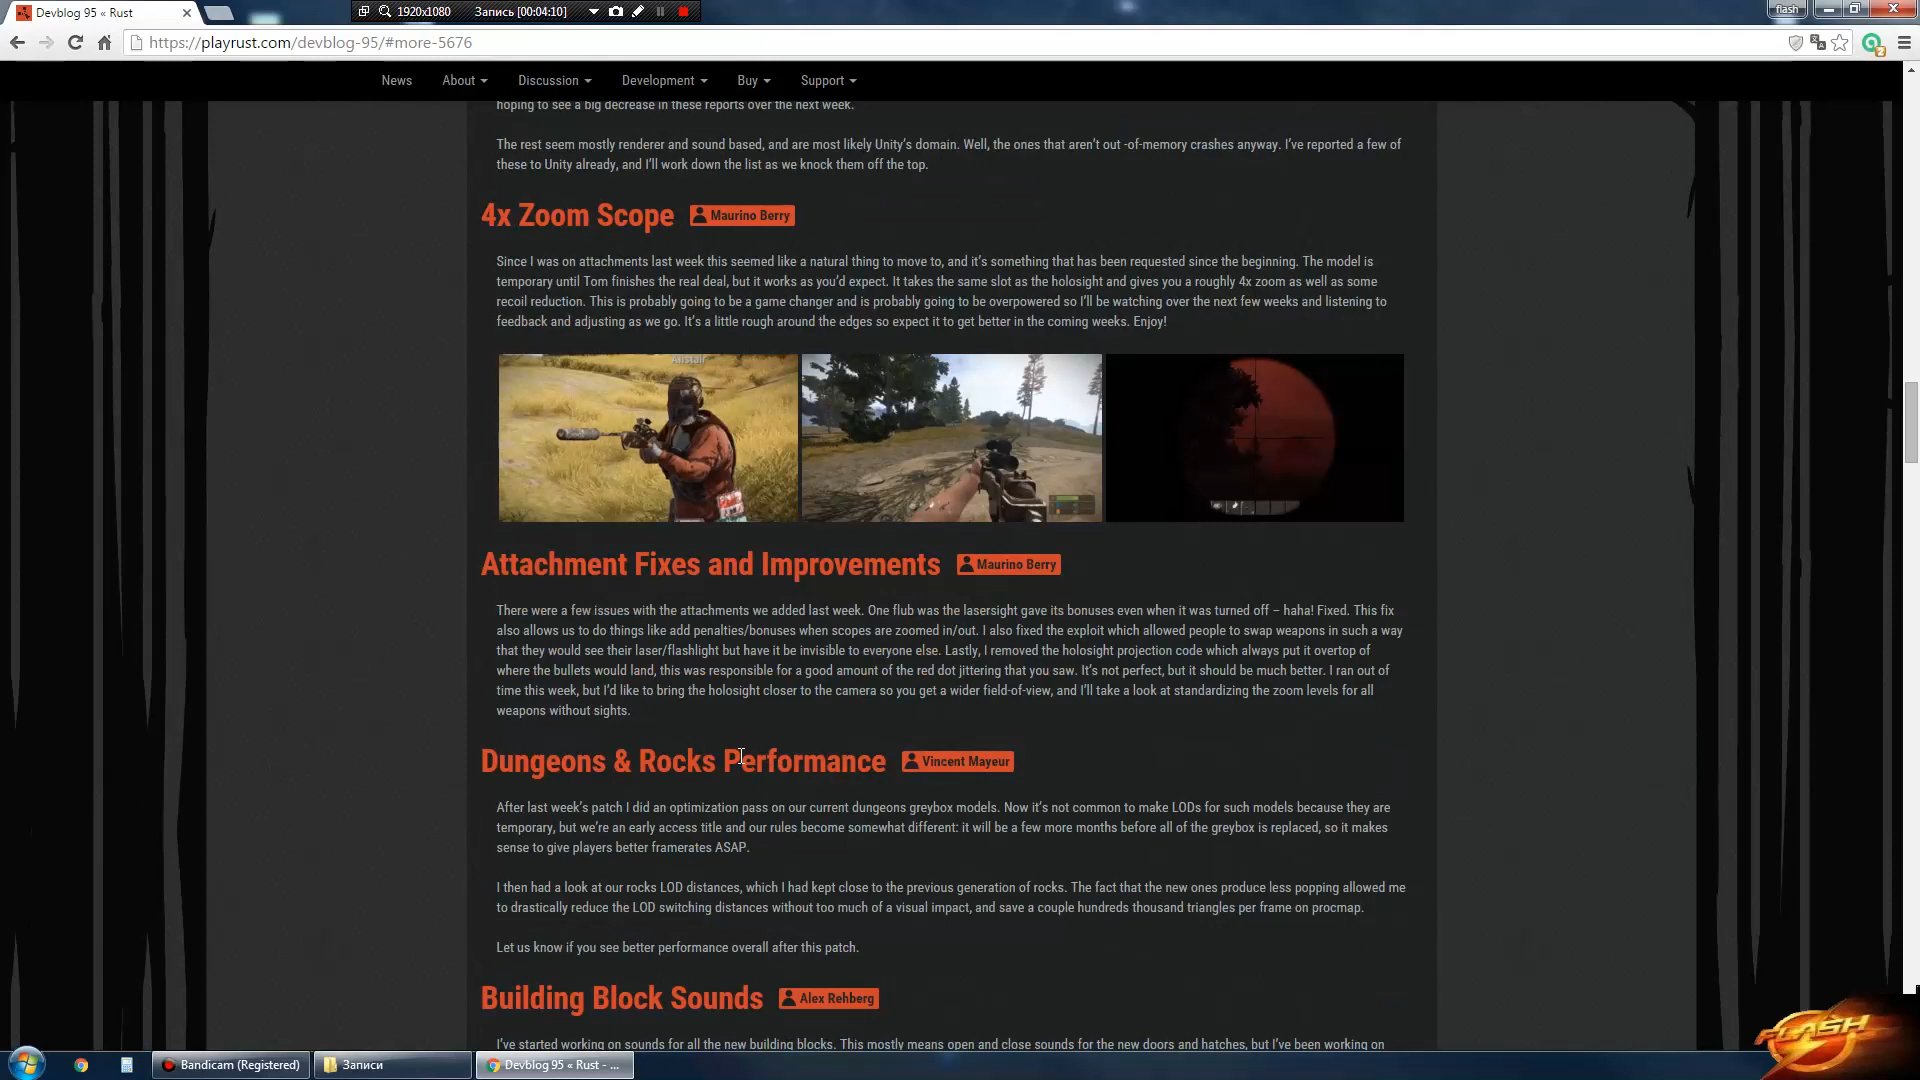 Devblog 95 « Rust
1920x1080
Запись [00:04:10]
flash
https://playrust.com/devblog-95/#more-5676
2
News About Discussion Development Buy Support
hoping to see a big decrease in these reports over the next week.
The rest seem mostly renderer and sound based, and are most likely Unity's domain. Well, the ones that aren't out -of-memory crashes anyway. I've reported a few of
these to Unity already, and I'll work down the list as we knock them off the top.
4x Zoom Scope Maurino Berry
Since I was on attachments last week this seemed like a natural thing to move to, and it's something that has been requested since the beginning. The model is
temporary until Tom finishes the real deal, but it works as you'd expect. It takes the same slot as the holosight and gives you a roughly 4x zoom as well as some
recoil reduction. This is probably going to be a game changer and is probably going to be overpowered so I'll be watching over the next few weeks and listening to
feedback and adjusting as we go. It's a little rough around the edges so expect it to get better in the coming weeks. Enjoy!
Alistair
Attachment Fixes and Improvements Maurino Berry
There were a few issues with the attachments we added last week. One flub was the lasersight gave its bonuses even when it was turned off – haha! Fixed. This fix
also allows us to do things like add penalties/bonuses when scopes are zoomed in/out. I also fixed the exploit which allowed people to swap weapons in such a way
that they would see their laser/flashlight but have it be invisible to everyone else. Lastly, I removed the holosight projection code which always put it overtop of
where the bullets would land, this was responsible for a good amount of the red dot jittering that you saw. It's not perfect, but it should be much better. I ran out of
time this week, but I'd like to bring the holosight closer to the camera so you get a wider field-of-view, and I'll take a look at standardizing the zoom levels for all
weapons without sights.
Dungeons & Rocks Performance Vincent Mayeur
After last week's patch I did an optimization pass on our current dungeons greybox models. Now it's not common to make LODs for such models because they are
temporary, but we're an early access title and our rules become somewhat different: it will be a few more months before all of the greybox is replaced, so it makes
sense to give players better framerates ASAP.
I then had a look at our rocks LOD distances, which I had kept close to the previous generation of rocks. The fact that the new ones produce less popping allowed me
to drastically reduce the LOD switching distances without too much of a visual impact, and save a couple hundreds thousand triangles per frame on procmap.
Let us know if you see better performance overall after this patch.
Building Block Sounds Alex Rehberg
I've started working on sounds for all the new building blocks. This mostly means open and close sounds for the new doors and hatches, but I've been working on
FLASH
Bandicam (Registered)
Записи
Devblog 95 « Rust - ...